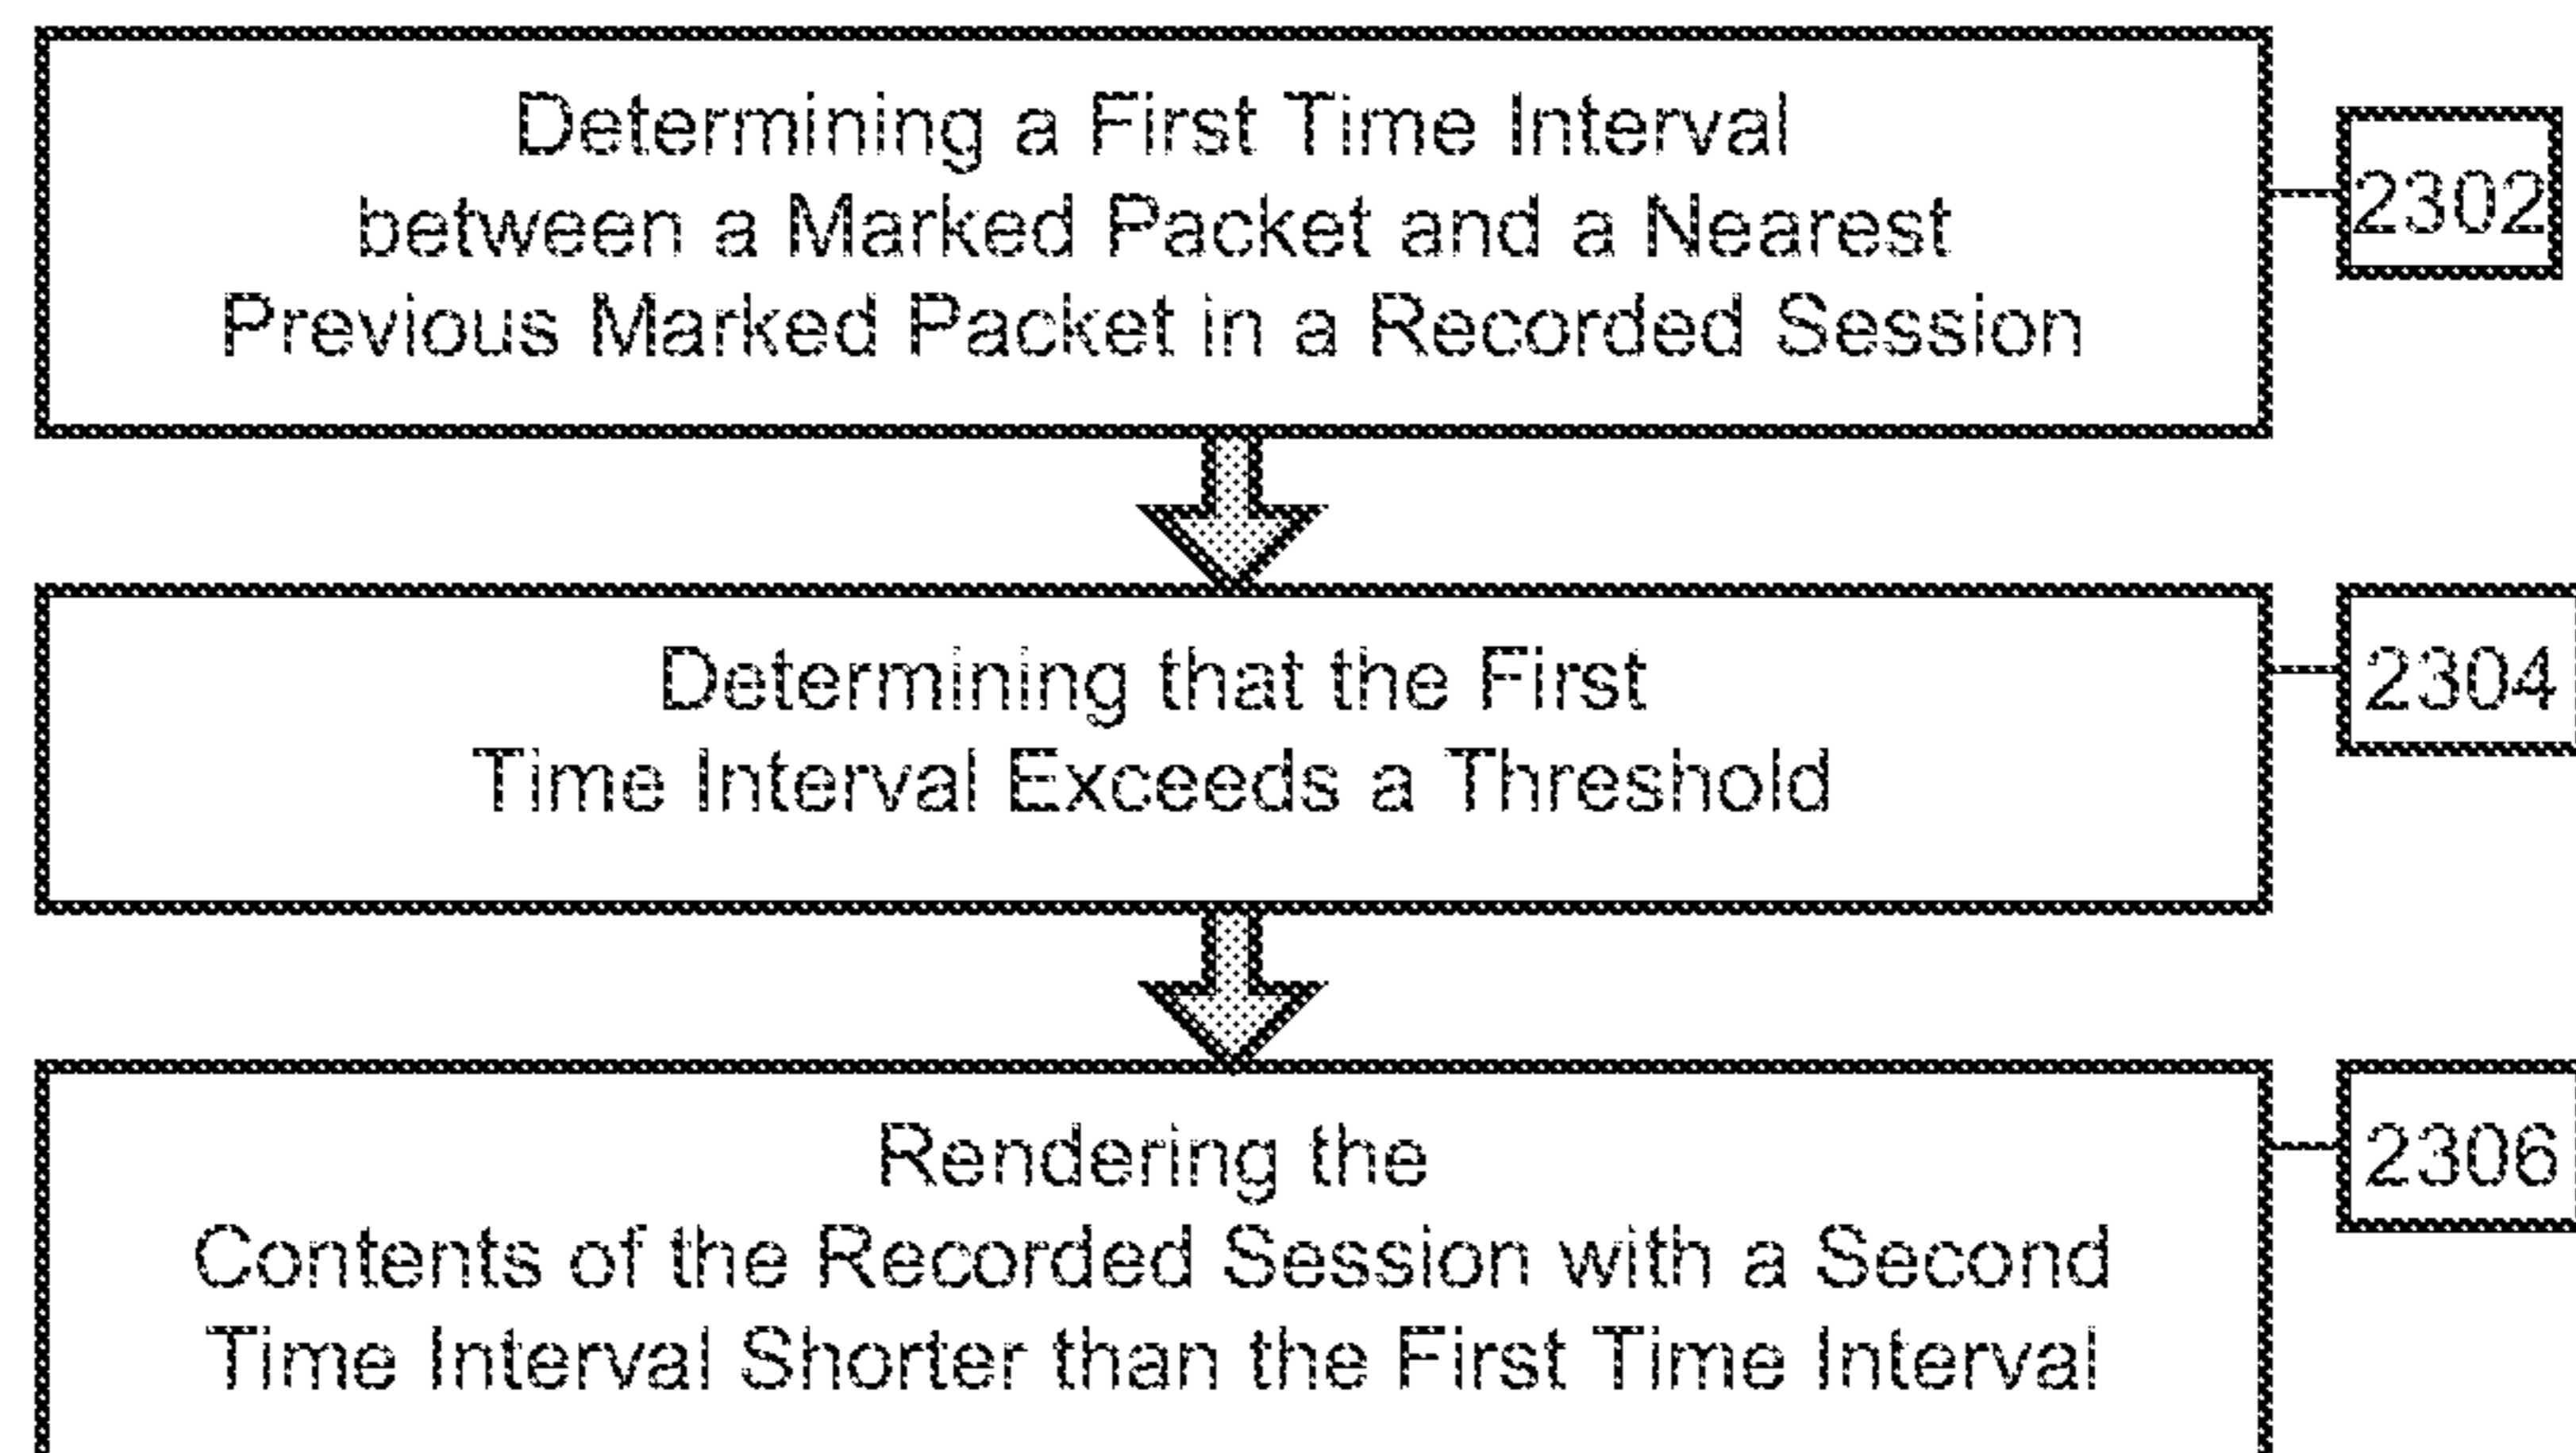 Determining a First Time Interval
between a Marked Packet and a Nearest
Previous Marked Packet in a Recorded Session
2302
Determining that the First
Time Interval Exceeds a Threshold
2304
Rendering the
Contents of the Recorded Session with a Second
Time Interval Shorter than the First Time Interval
2306